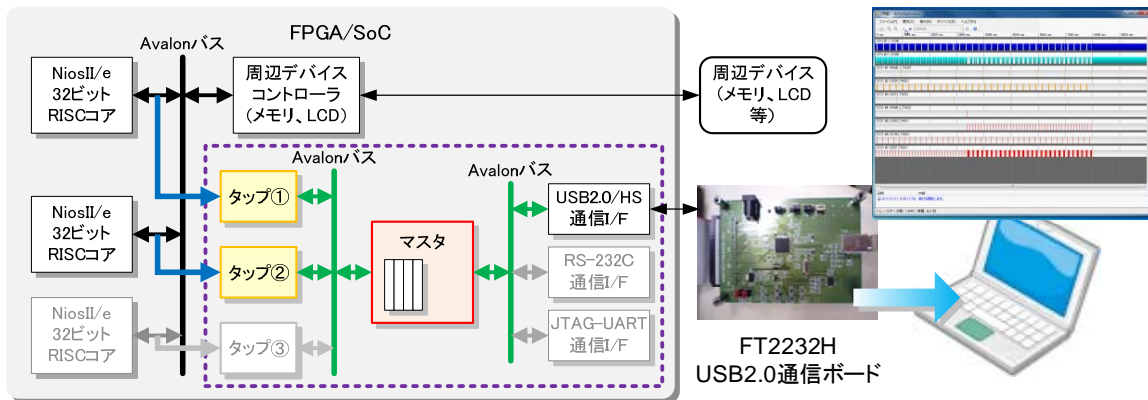 FPGA/SoC
Avalonバス
NiosII/e
32ビット
RISCコア
周辺デバイス
コントローラ
(メモリ、LCD)
周辺デバイス
(メモリ、LCD
等)
Avalonバス
Avalonバス
タップ①
USB2.0/HS
通信I/F
NiosII/e
32ビット
RISCコア
タップ②
マスタ
RS-232C
通信I/F
NiosII/e
32ビット
RISCコア
タップ③
JTAG-UART
通信I/F
FT2232H
USB2.0通信ボード